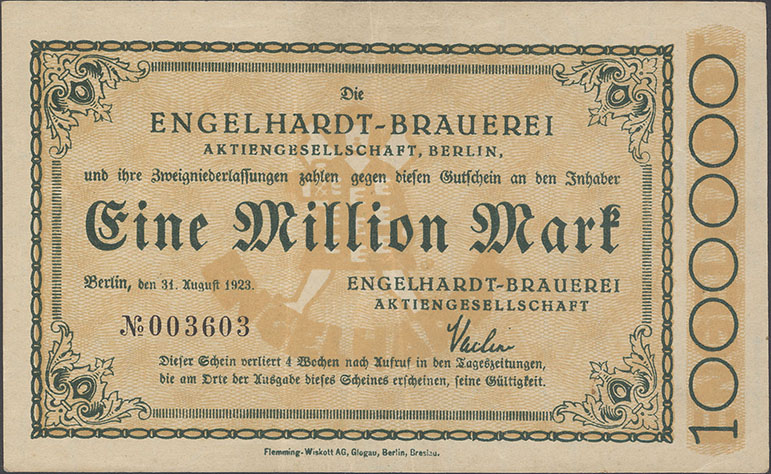 Die
ENGELHARDT-BRAUEREI
AKTIENGESELLSCHAFT, BERLIN,
und ihre Zweigniederlassungen zahlen gegen diesen Gutschein an den Inhaber
Eine Million Mark
Berlin, den 31. August 1923.
ENGELHARDT-BRAUEREI
AKTIENGESELLSCHAFT
№003603
Dieser Schein verliert 4 Wochen nach Aufruf in den Tageszeitungen,
die am Orte der Ausgabe dieses Scheines erscheinen, seine Gültigkeit.
1000000
Flemming-Wiskott AG, Glogau, Berlin, Breslau.